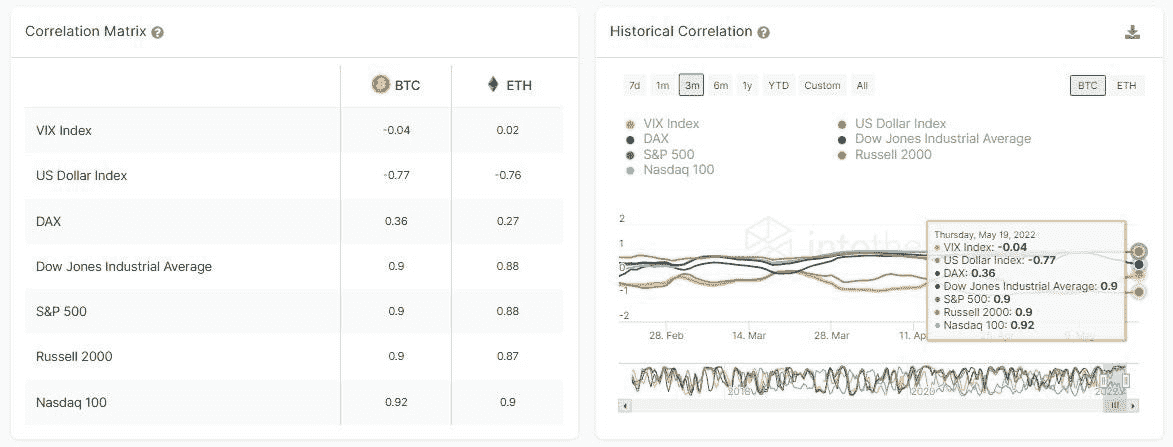 Correlation Matrix ?
BTC ETH
VIX Index -0.04 0.02
US Dollar Index -0.77 -0.76
DAX 0.36 0.27
Dow Jones Industrial Average 0.9 0.88
S&P 500 0.9 0.88
Russell 2000 0.9 0.87
Nasdaq 100 0.92 0.9
Historical Correlation ?
7d 1m 3m 6m 1y YTD Custom All BTC ETH
VIX Index US Dollar Index
DAX Dow Jones Industrial Average
S&P 500 Russell 2000
Nasdaq 100
2
1
0
-1
-2
intothe
Thursday, May 19, 2022
VIX Index: -0.04
US Dollar Index: -0.77
DAX: 0.36
Dow Jones Industrial Average: 0.9
S&P 500: 0.9
Russell 2000: 0.9
Nasdaq 100: 0.92
28. Feb 14. Mar 28. Mar 11. Ap 9. May
2018 2020 2022